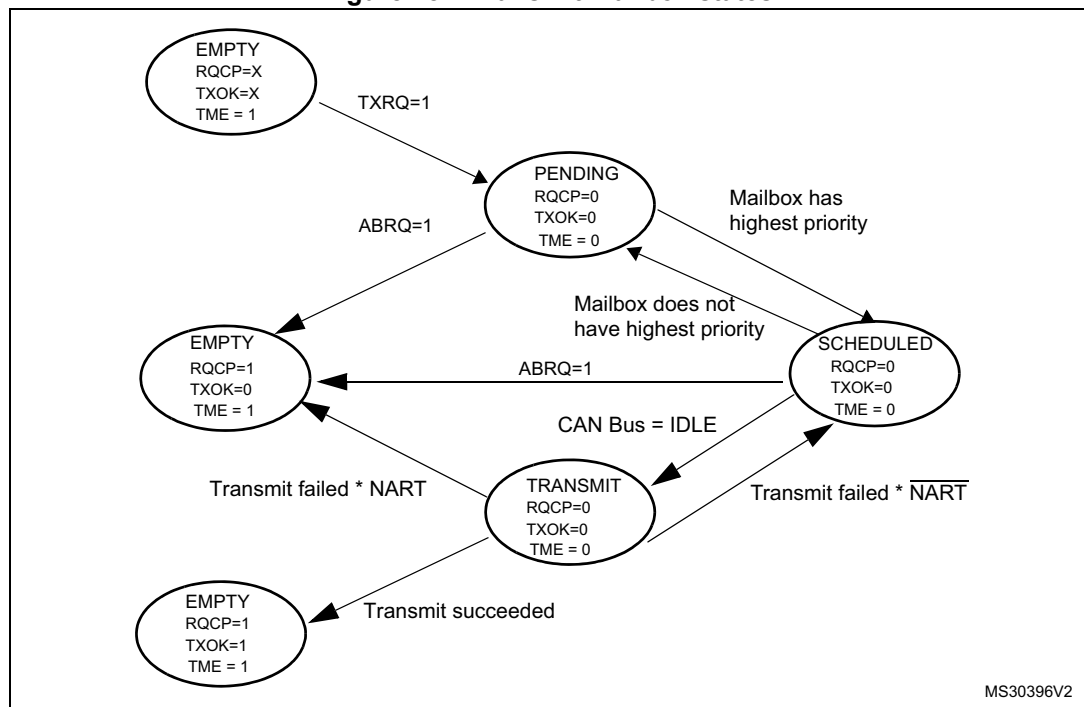 EMPTY
RQCP=X
TXOK=X
TME = 1
TXRQ=1
PENDING
RQCP=0
TXOK=0
TME = 0
Mailbox has
highest priority
ABRQ=1
Mailbox does not
have highest priority
EMPTY
RQCP=1
TXOK=0
TME = 1
ABRQ=1
SCHEDULED
RQCP=0
TXOK=0
TME = 0
CAN Bus = IDLE
Transmit failed * NART
TRANSMIT
RQCP=0
TXOK=0
TME = 0
Transmit failed * N̅A̅R̅T̅
EMPTY
RQCP=1
TXOK=1
TME = 1
Transmit succeeded
MS30396V2